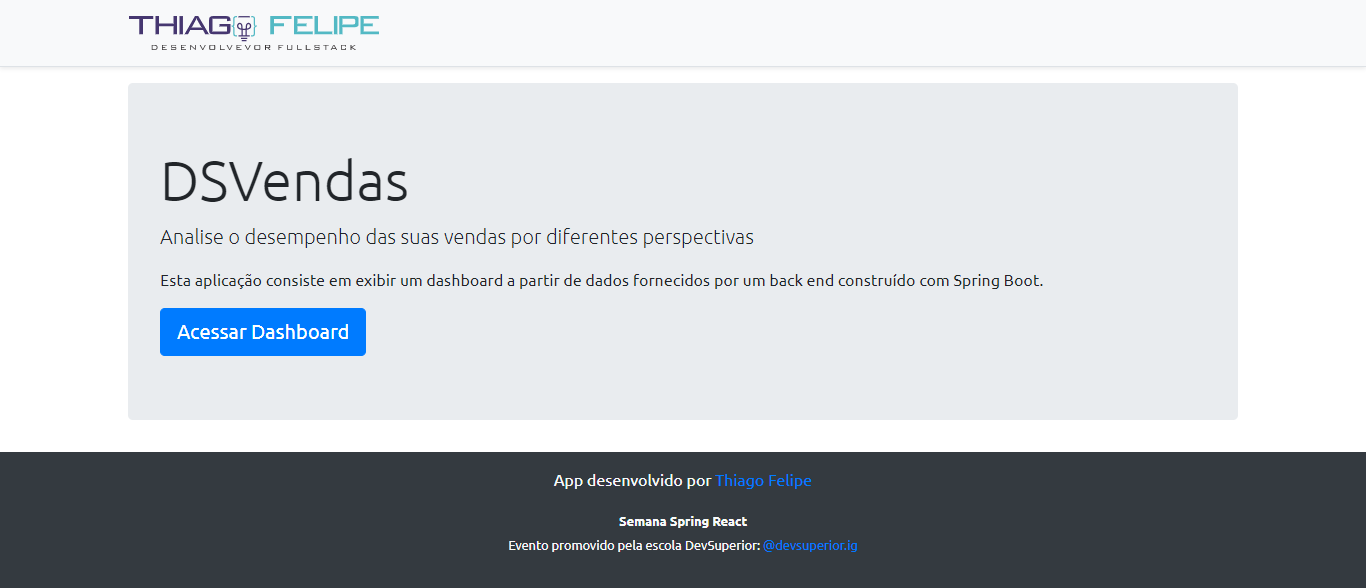 THIAGO FELIPE
DESENVOLVEVOR FULLSTACK
DSVendas
Analise o desempenho das suas vendas por diferentes perspectivas
Esta aplicação consiste em exibir um dashboard a partir de dados fornecidos por um back end construído com Spring Boot.
Acessar Dashboard
App desenvolvido por Thiago Felipe
Semana Spring React
Evento promovido pela escola DevSuperior: @devsuperior.ig